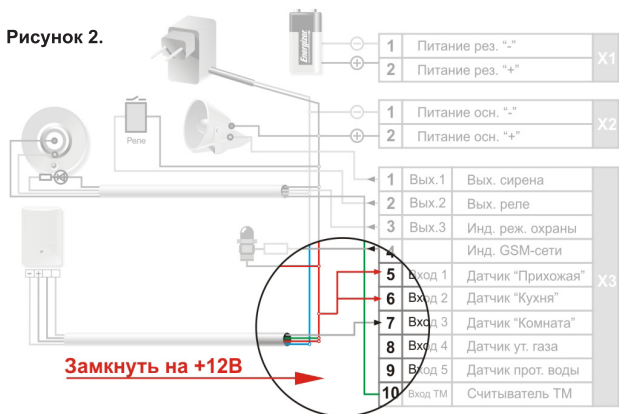 Рисунок 2.
Energizer
1 Питание рез. "-"
2 Питание рез. "+"
X1
1 Питание осн. "-"
2 Питание осн. "+"
X2
Реле
1 Вых.1 Вых. сирена
2 Вых.2 Вых. реле
3 Вых.3 Инд. реж. охраны
4 Инд. GSM-сети
5 Вход 1 Датчик "Прихожая"
6 Вход 2 Датчик "Кухня"
7 Вход 3 Датчик "Комната"
8 Вход 4 Датчик ут. газа
9 Вход 5 Датчик прот. воды
10 Вход ТМ Считыватель ТМ
X3
Замкнуть на +12В